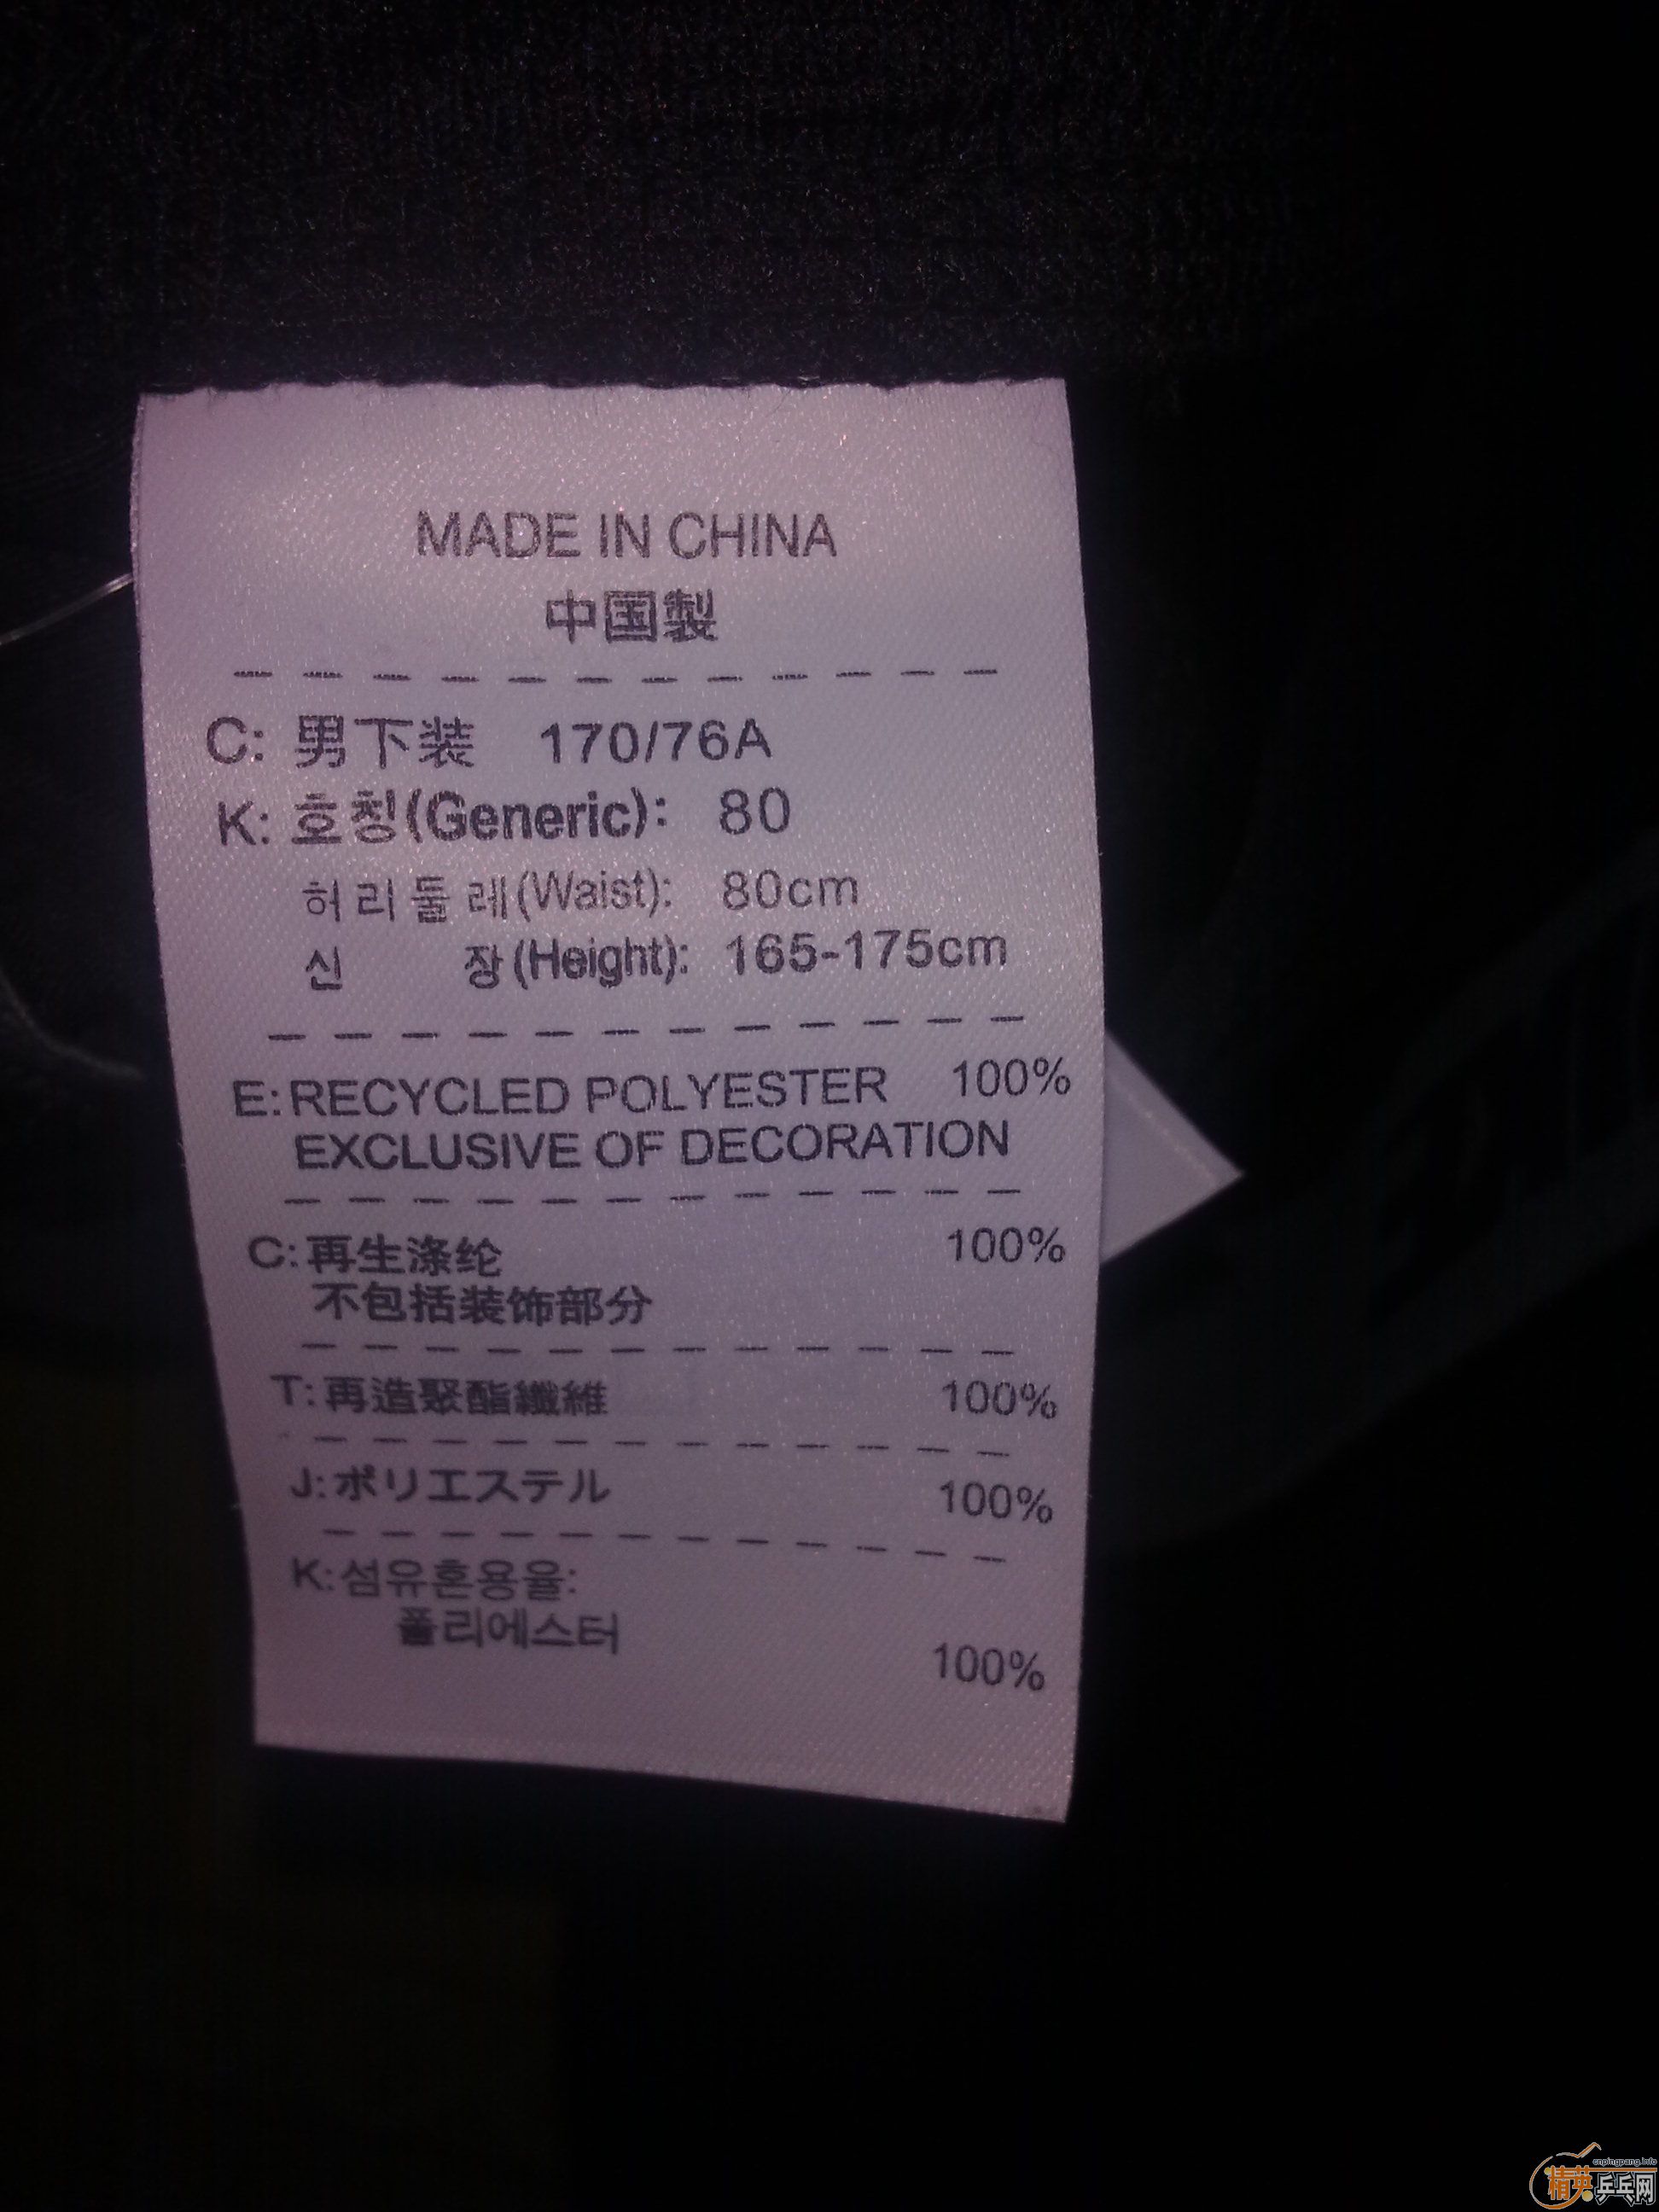 MADE IN CHINA
中国製
C: 男下装 170/76A
K: 호칭(Generic): 80
허리둘레(Waist): 80cm
신 장(Height): 165-175cm
E: RECYCLED POLYESTER 100%
EXCLUSIVE OF DECORATION
C: 再生涤纶 100%
不包括装饰部分
T: 再造聚酯纖維 100%
J: ポリエステル 100%
K: 섬유혼용율:
폴리에스터 100%
cnpingpang.info
精英乒乓网